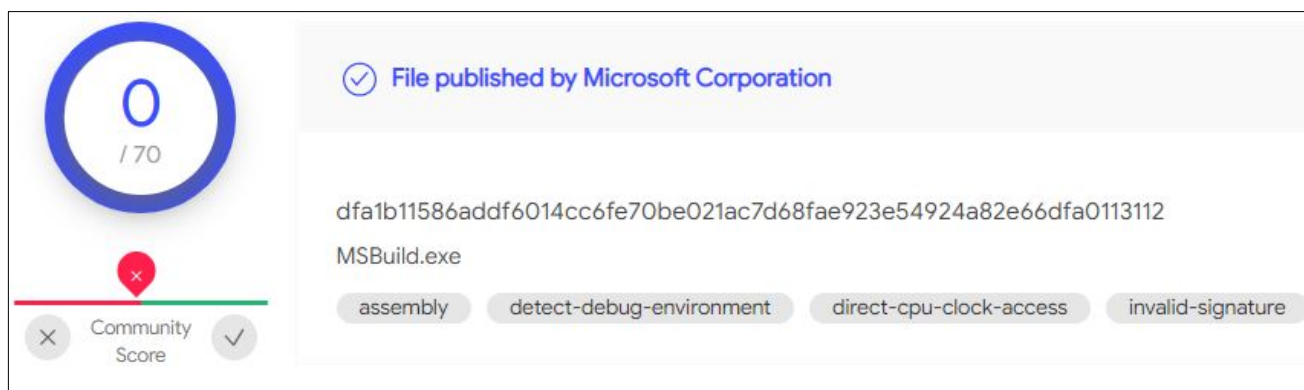 0
/ 70
Community
Score
File published by Microsoft Corporation
dfa1b11586addf6014cc6fe70be021ac7d68fae923e54924a82e66dfa0113112
MSBuild.exe
assembly detect-debug-environment direct-cpu-clock-access invalid-signature